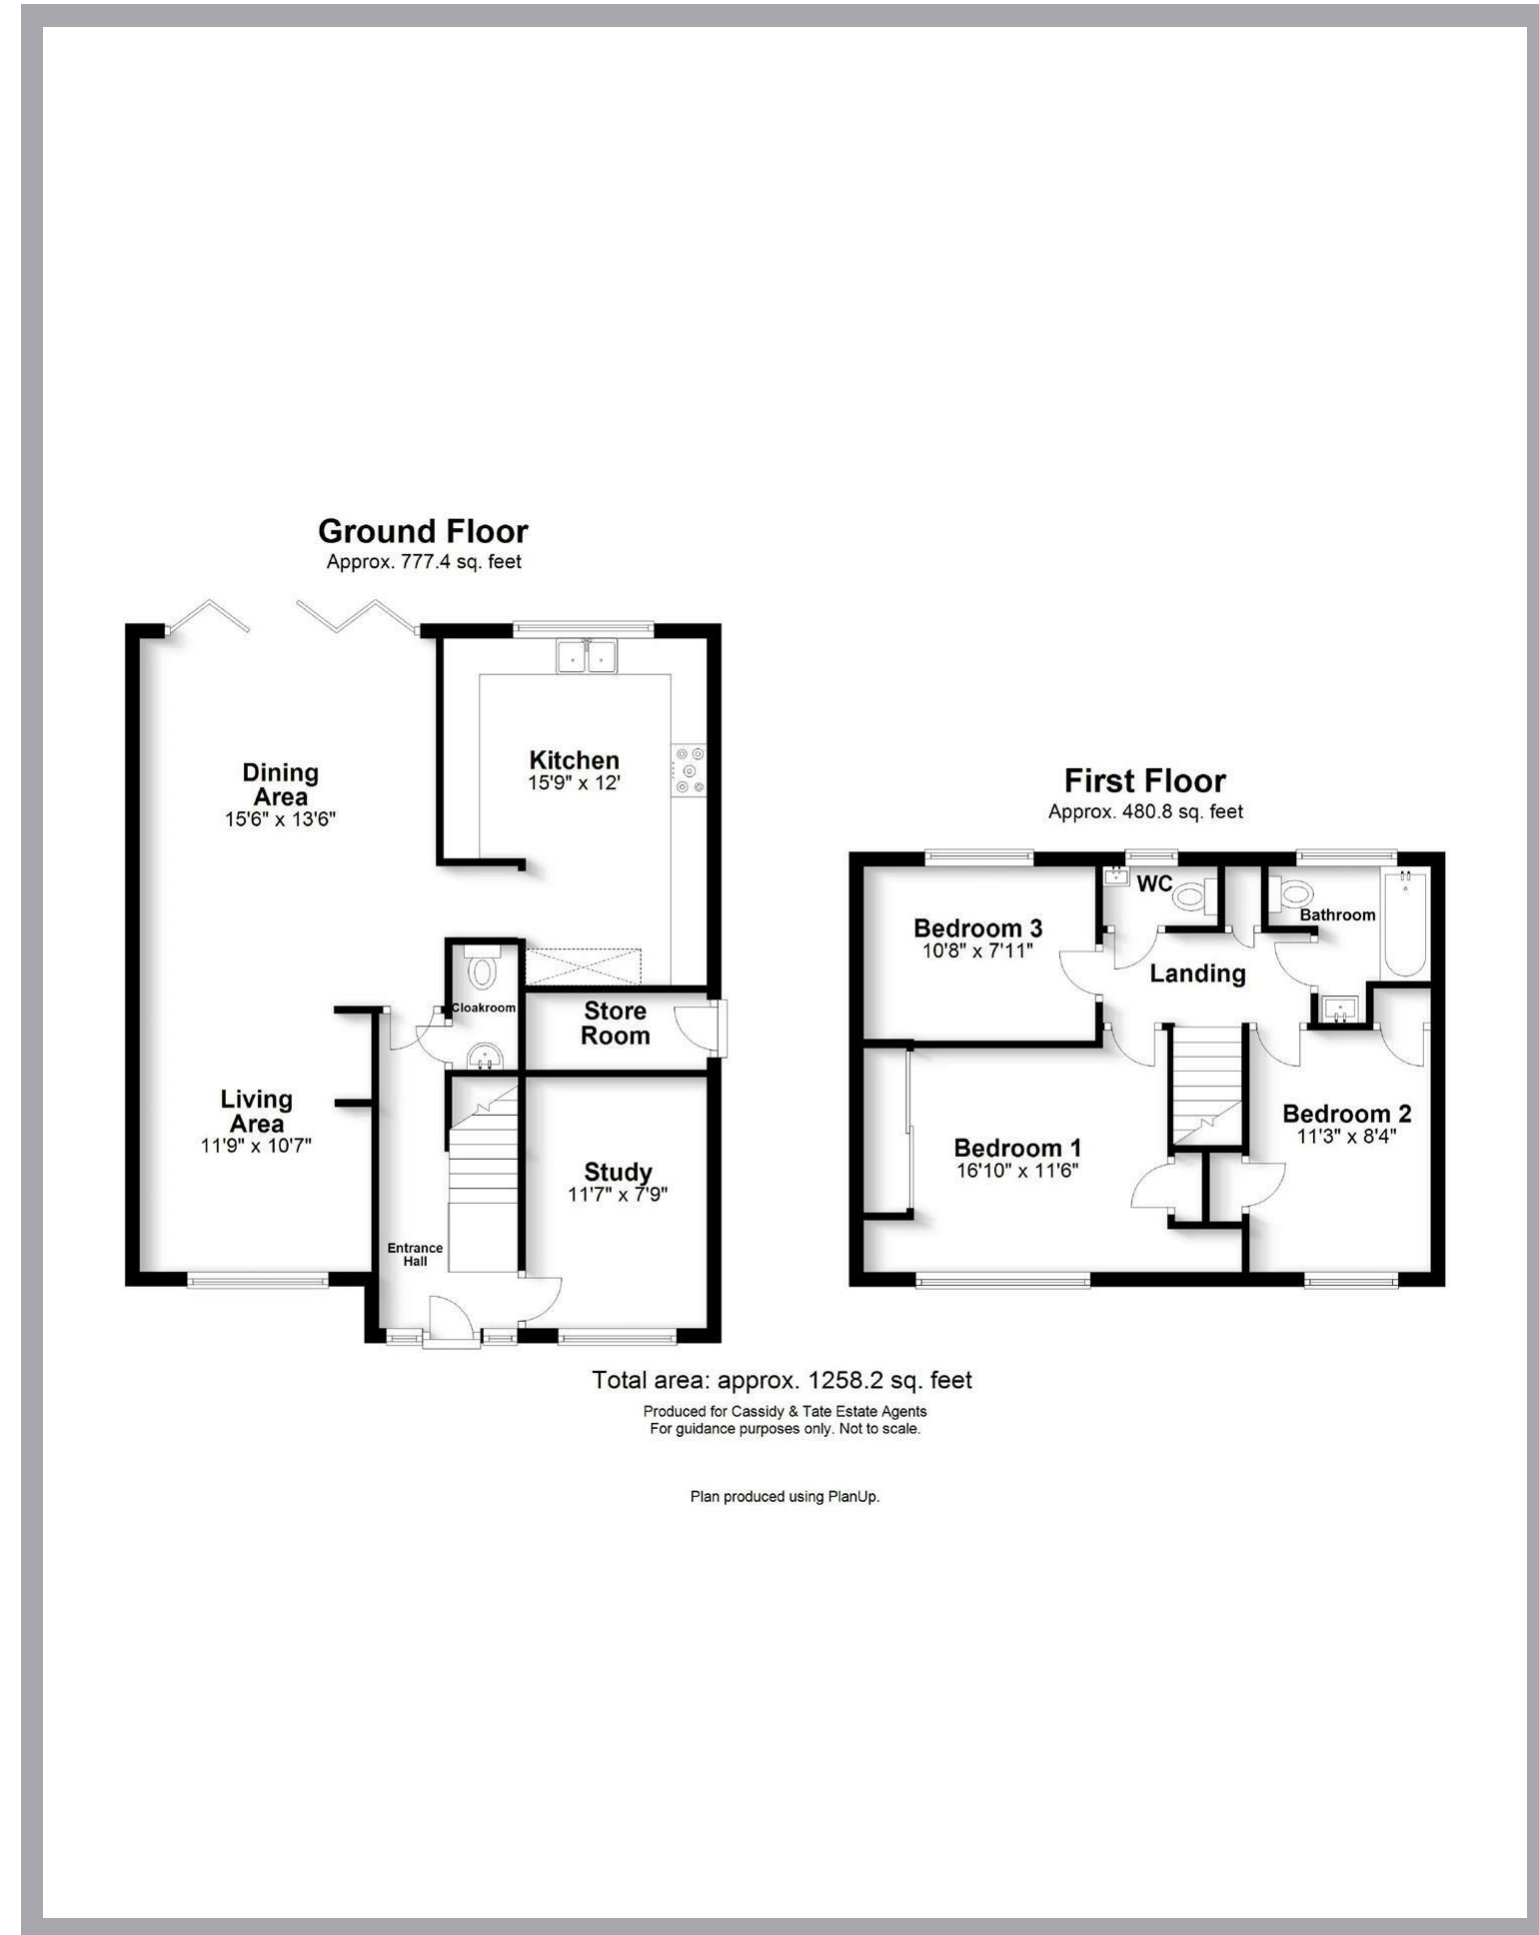 Ground Floor
Approx. 777.4 sq. feet
Dining
Area
15'6" x 13'6"
Kitchen
15'9" x 12'
Cloakroom
Store
Room
Living
Area
11'9" x 10'7"
Study
11'7" x 7'9"
Entrance
Hall
First Floor
Approx. 480.8 sq. feet
Bedroom 3
10'8" x 7'11"
WC
Bathroom
Landing
Bedroom 1
16'10" x 11'6"
Bedroom 2
11'3" x 8'4"
Total area: approx. 1258.2 sq. feet
Produced for Cassidy & Tate Estate Agents
For guidance purposes only. Not to scale.
Plan produced using PlanUp.